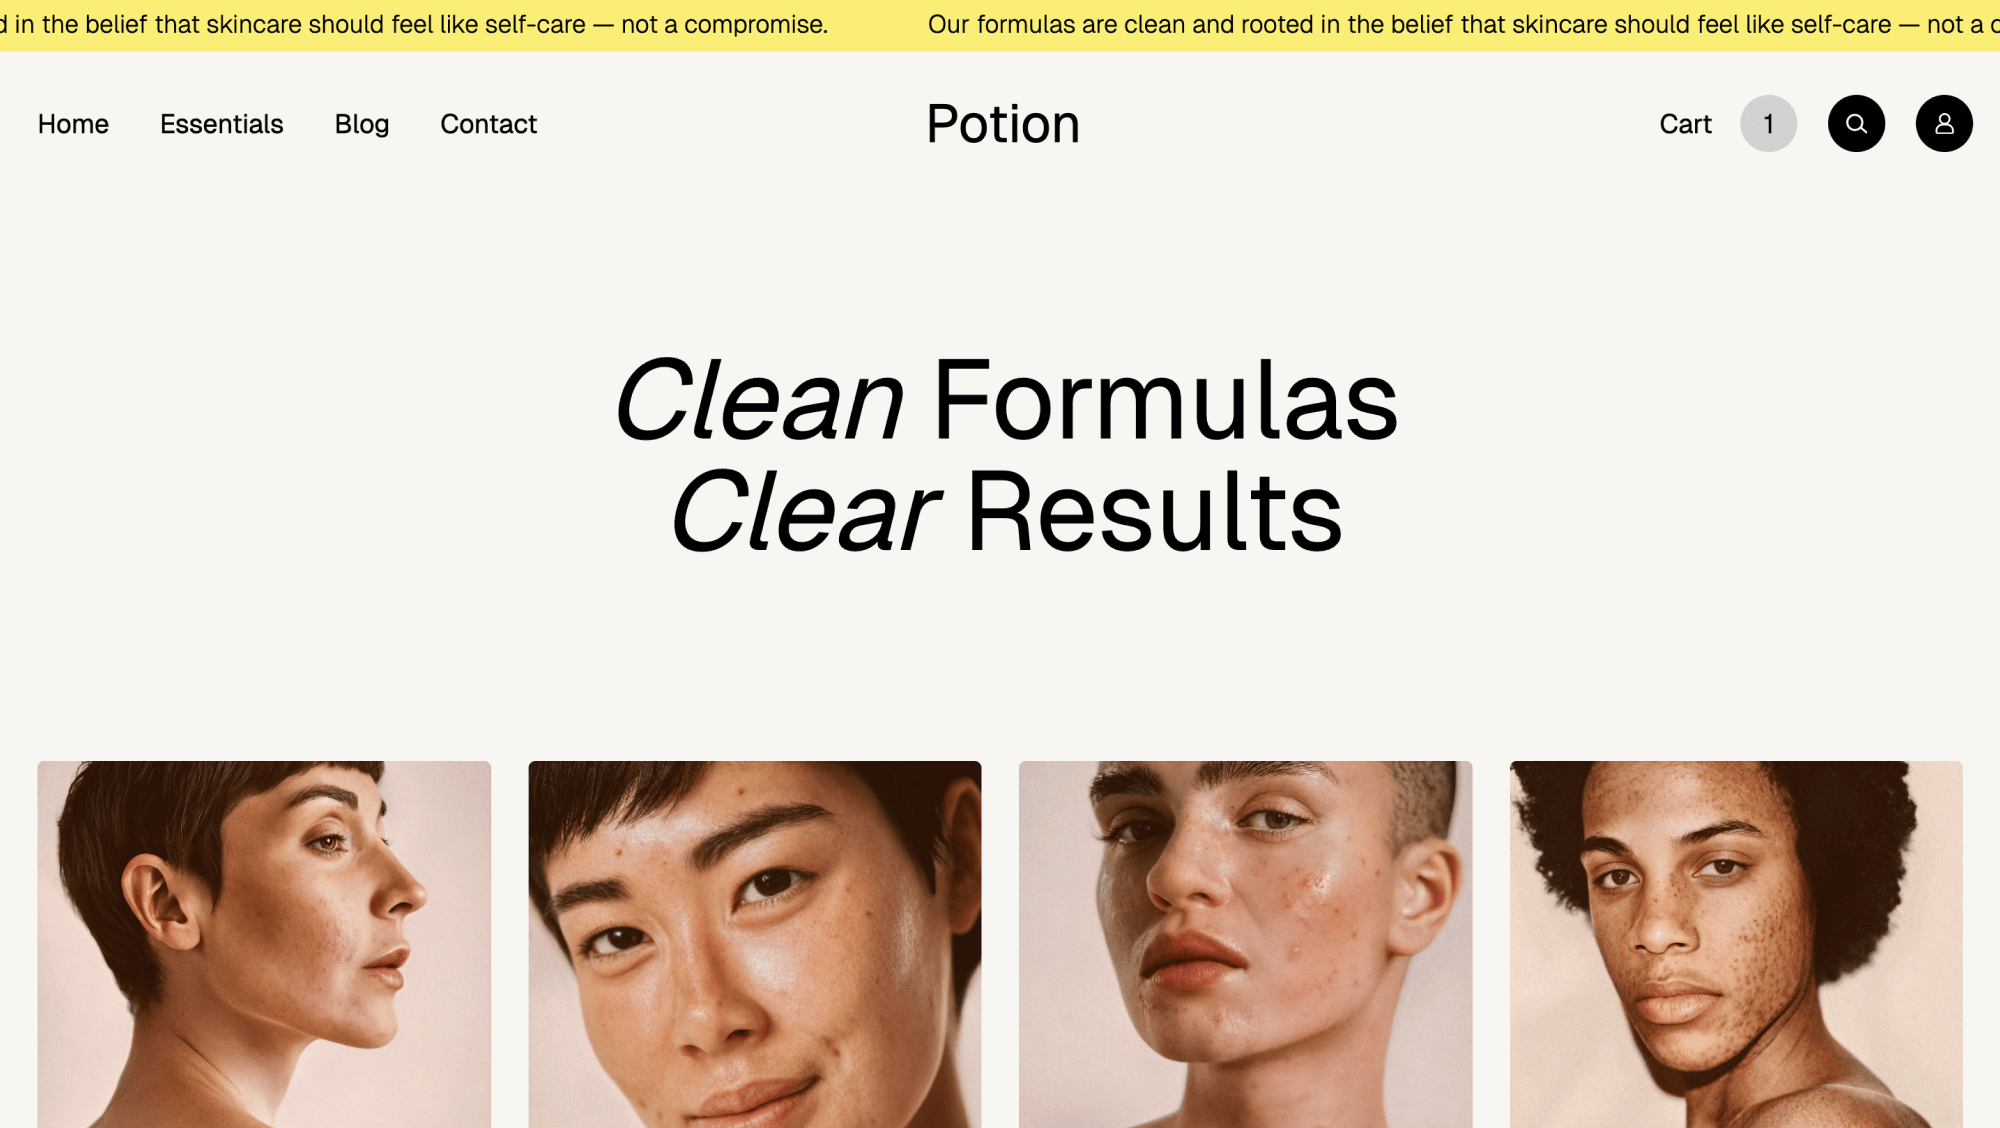 in the belief that skincare should feel like self-care — not a compromise. Our formulas are clean and rooted in the belief that skincare should feel like self-care — not a
Home Essentials Blog Contact Potion Cart 1
Clean Formulas
Clear Results